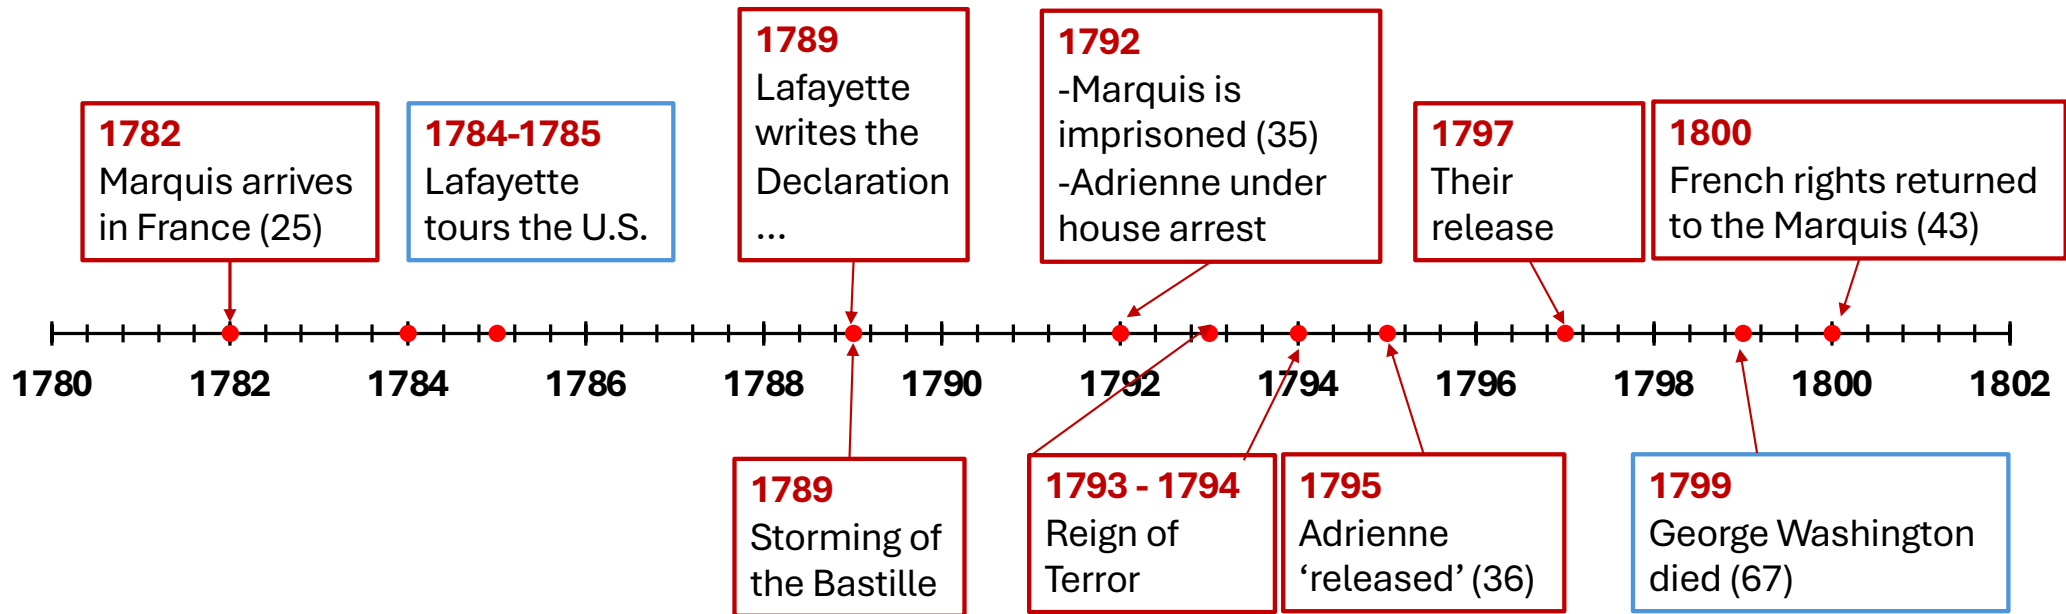 1782
Marquis arrives
in France (25)
1784-1785
Lafayette
tours the U.S.
1789
Lafayette
writes the
Declaration
...
1792
-Marquis is
imprisoned (35)
-Adrienne under
house arrest
1797
Their
release
1800
French rights returned
to the Marquis (43)
1780 1782 1784 1786 1788 1790 1792 1794 1796 1798 1800 1802
1789
Storming of
the Bastille
1793 - 1794
Reign of
Terror
1795
Adrienne
‘released’ (36)
1799
George Washington
died (67)